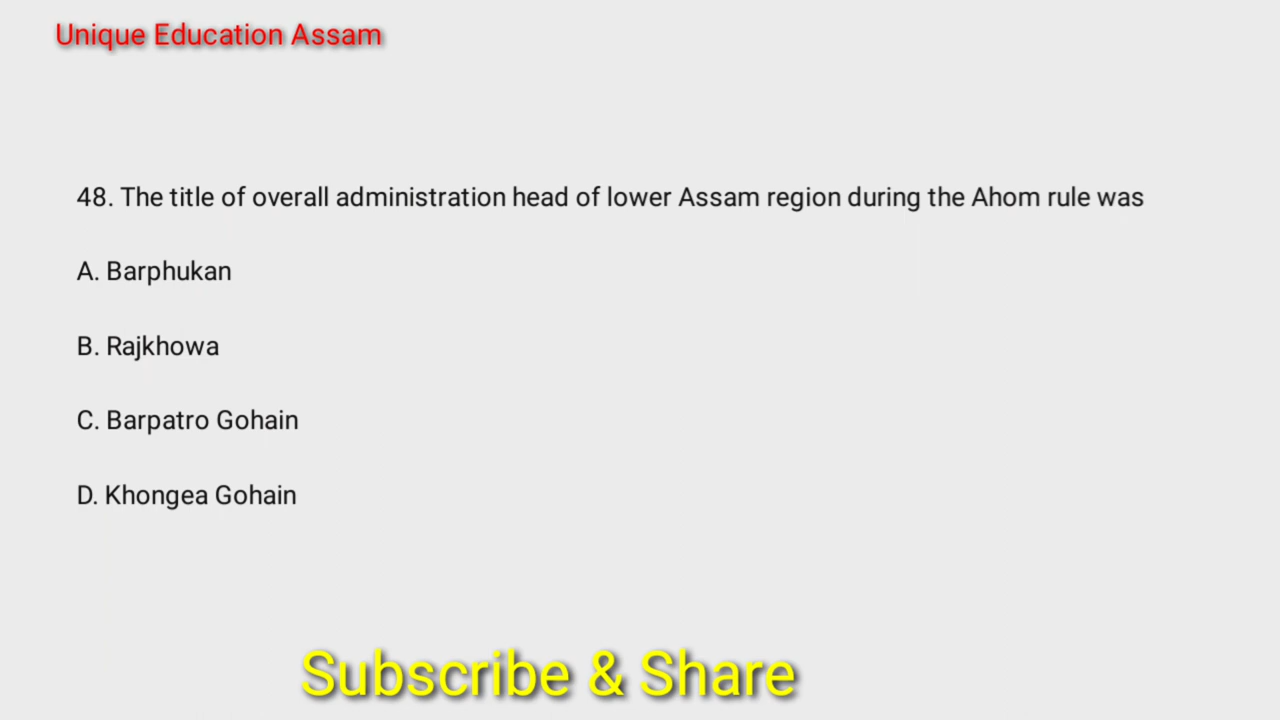 Unique Education Assam
48. The title of overall administration head of lower Assam region during the Ahom rule was
A. Barphukan
B. Rajkhowa
C. Barpatro Gohain
D. Khongea Gohain
Subscribe & Share